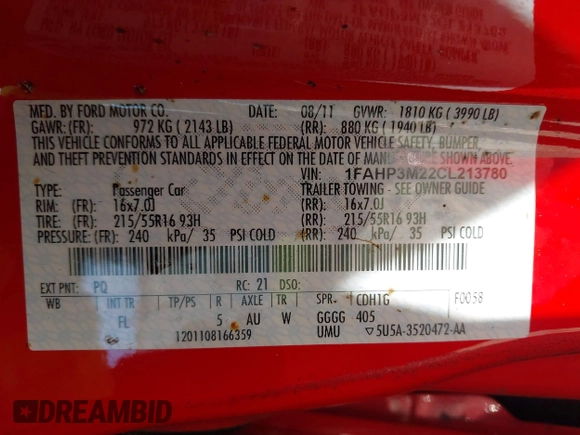 MFD. BY FORD MOTOR CO. DATE: 08/11 GVWR: 1810 KG ( 3990 LB)
GAWR: (FR): 972 KG ( 2143 LB) (RR): 880 KG ( 1940 LB)
THIS VEHICLE CONFORMS TO ALL APPLICABLE FEDERAL MOTOR VEHICLE SAFETY, BUMPER,
AND THEFT PREVENTION STANDARDS IN EFFECT ON THE DATE OF MANUFACTURE SHOWN ABOVE.
VIN: 1FAHP3M22CL213780
TYPE: Passenger Car TRAILER TOWING - SEE OWNER GUIDE
RIM: (FR): 16x7.0J (RR): 16x7.0J
TIRE: (FR): 215/55R16 93H (RR): 215/55R16 93H
PRESSURE: (FR): 240 kPa/ 35 PSI COLD (RR): 240 kPa/ 35 PSI COLD
EXT PNT: PQ RC: 21 DSO:
WB INT TR TP/PS R AXLE TR SPR CDH1G F0058
FL 5 AU W GGGG 405
1201108166359 UMU ▽5U5A-3520472-AA
DREAMBID